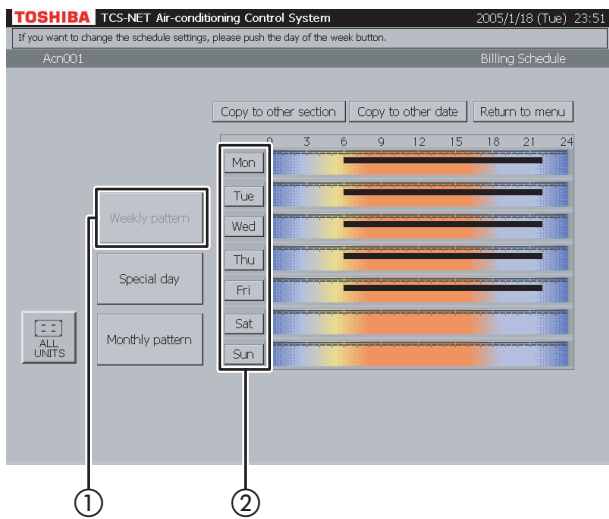 TOSHIBA TCS-NET Air-conditioning Control System 2005/1/18 (Tue) 23:51
If you want to change the schedule settings, please push the day of the week button.
Acn001 Billing Schedule
Copy to other section Copy to other date Return to menu
0 3 6 9 12 15 18 21 24
Mon
Tue
Weekly pattern
Wed
Thu
Special day
Fri
Sat
ALL UNITS
Monthly pattern
Sun
① ②